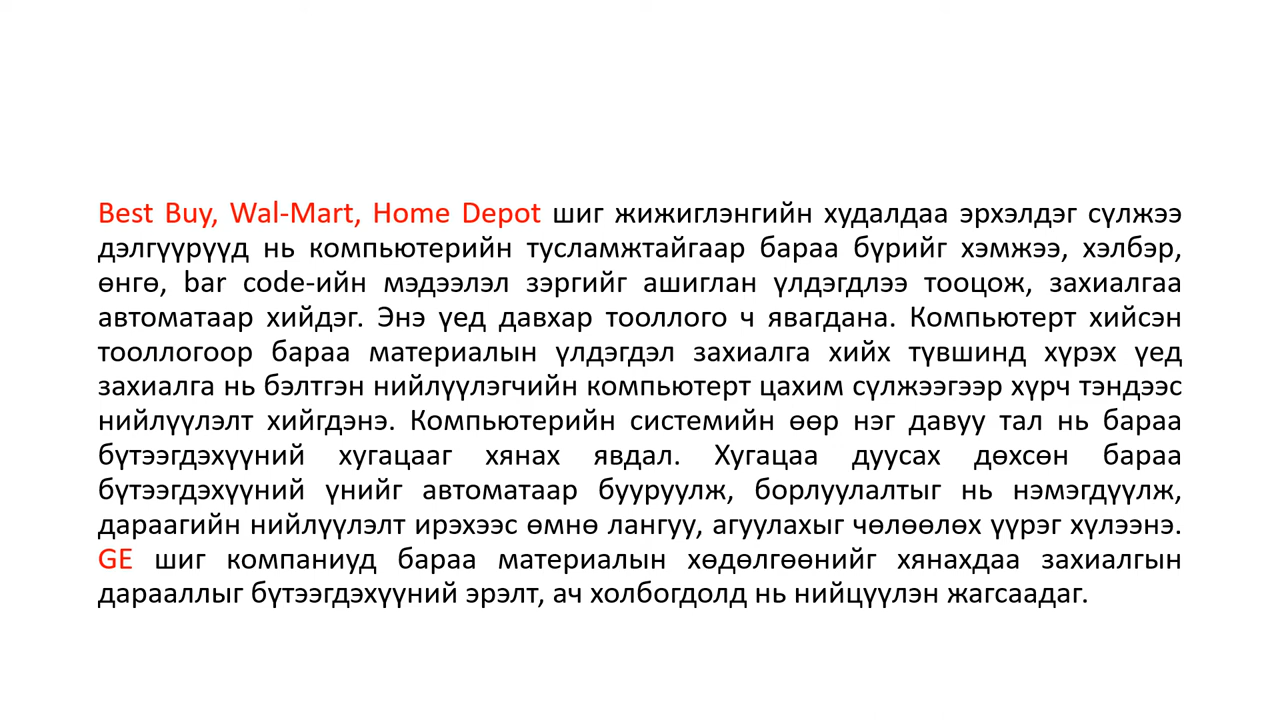 Best Buy, Wal-Mart, Home Depot шиг жижиглэнгийн худалдаа эрхэлдэг сүлжээ
дэлгүүрүүд нь компьютерийн тусламжтайгаар бараа бүрийг хэмжээ, хэлбэр,
өнгө, bar code-ийн мэдээлэл зэргийг ашиглан үлдэгдлээ тооцож, захиалгаа
автоматаар хийдэг. Энэ үед давхар тооллого ч явагдана. Компьютерт хийсэн
тооллогоор бараа материалын үлдэгдэл захиалга хийх түвшинд хүрэх үед
захиалга нь бэлтгэн нийлүүлэгчийн компьютерт цахим сүлжээгээр хүрч тэндээс
нийлүүлэлт хийгдэнэ. Компьютерийн системийн өөр нэг давуу тал нь бараа
бүтээгдэхүүний хугацааг хянах явдал. Хугацаа дуусах дөхсөн бараа
бүтээгдэхүүний үнийг автоматаар бууруулж, борлуулалтыг нь нэмэгдүүлж,
дараагийн нийлүүлэлт ирэхээс өмнө лангуу, агуулахыг чөлөөлөх үүрэг хүлээнэ.
GE шиг компаниуд бараа материалын хөдөлгөөнийг хянахдаа захиалгын
дарааллыг бүтээгдэхүүний эрэлт, ач холбогдолд нь нийцүүлэн жагсаадаг.